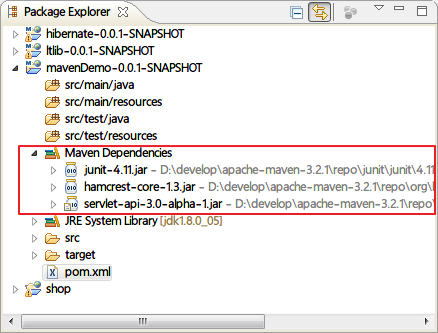 Package Explorer
hibernate-0.0.1-SNAPSHOT
ltlib-0.0.1-SNAPSHOT
mavenDemo-0.0.1-SNAPSHOT
src/main/java
src/main/resources
src/test/java
src/test/resources
Maven Dependencies
junit-4.11.jar - D:\develop\apache-maven-3.2.1\repo\junit\junit\4.11
hamcrest-core-1.3.jar - D:\develop\apache-maven-3.2.1\repo\org\
servlet-api-3.0-alpha-1.jar - D:\develop\apache-maven-3.2.1\repo\
JRE System Library [jdk1.8.0_05]
src
target
pom.xml
shop